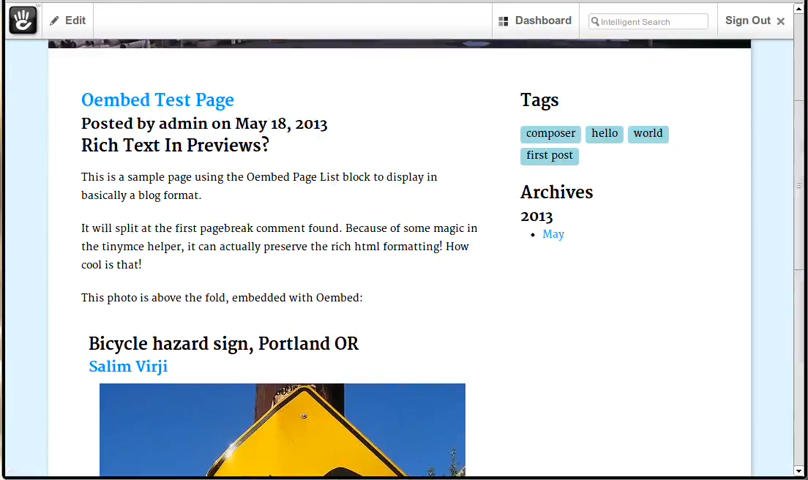 Edit
Dashboard
Intelligent Search
Sign Out
Oembed Test Page
Posted by admin on May 18, 2013
Rich Text In Previews?
This is a sample page using the Oembed Page List block to display in
basically a blog format.
It will split at the first pagebreak comment found. Because of some magic in
the tinymce helper, it can actually preserve the rich html formatting! How
cool is that!
This photo is above the fold, embedded with Oembed:
Bicycle hazard sign, Portland OR
Salim Virji
Tags
composer hello world
first post
Archives
2013
May